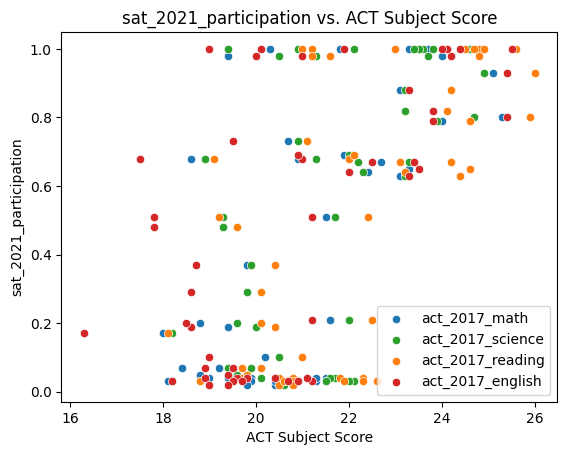 sat_2021_participation vs. ACT Subject Score
1.0
0.8
0.6
0.4
0.2
0.0
sat_2021_participation
16
18
20
22
24
26
ACT Subject Score
act_2017_math
act_2017_science
act_2017_reading
act_2017_english